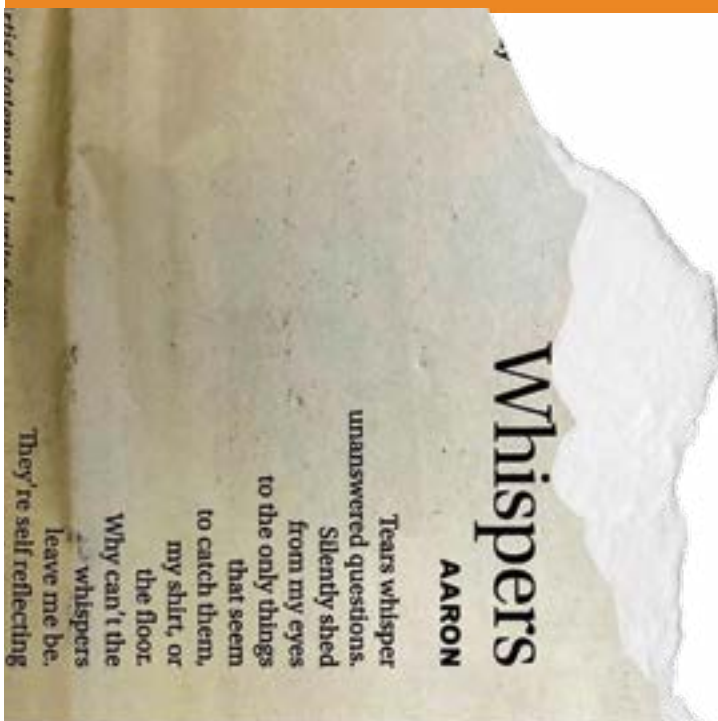 Whispers
AARON
Tears whisper
unanswered questions.
Silently shed
from my eyes
to the only things
that seem
to catch them,
my shirt, or
the floor.
Why can't the
whispers
leave me be.
They're self reflecting